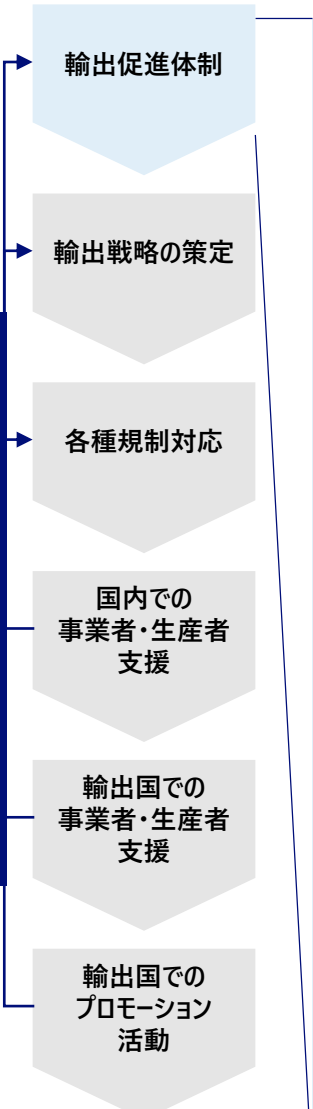 輸出促進体制
輸出戦略の策定
各種規制対応
国内での
事業者・生産者
支援
輸出国での
事業者・生産者
支援
輸出国での
プロモーション
活動